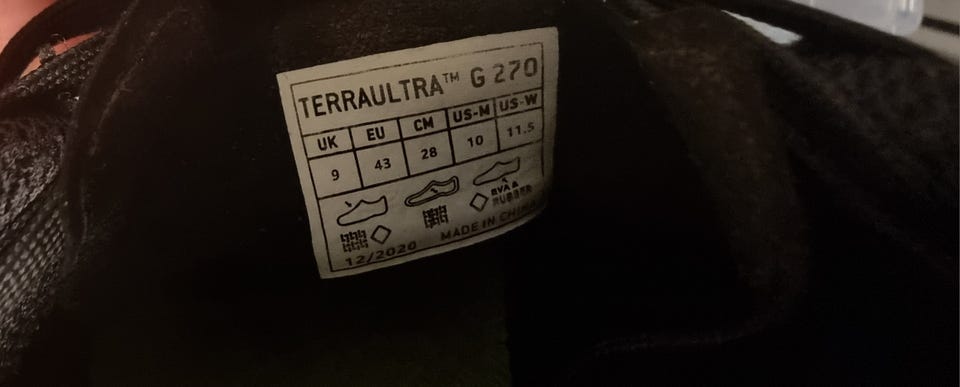 TERRAULTRA™ G 270
UK EU CM US-M US-W
9 43 28 10 11.5
EVA &
RUBBER
12/2020 MADE IN CHINA